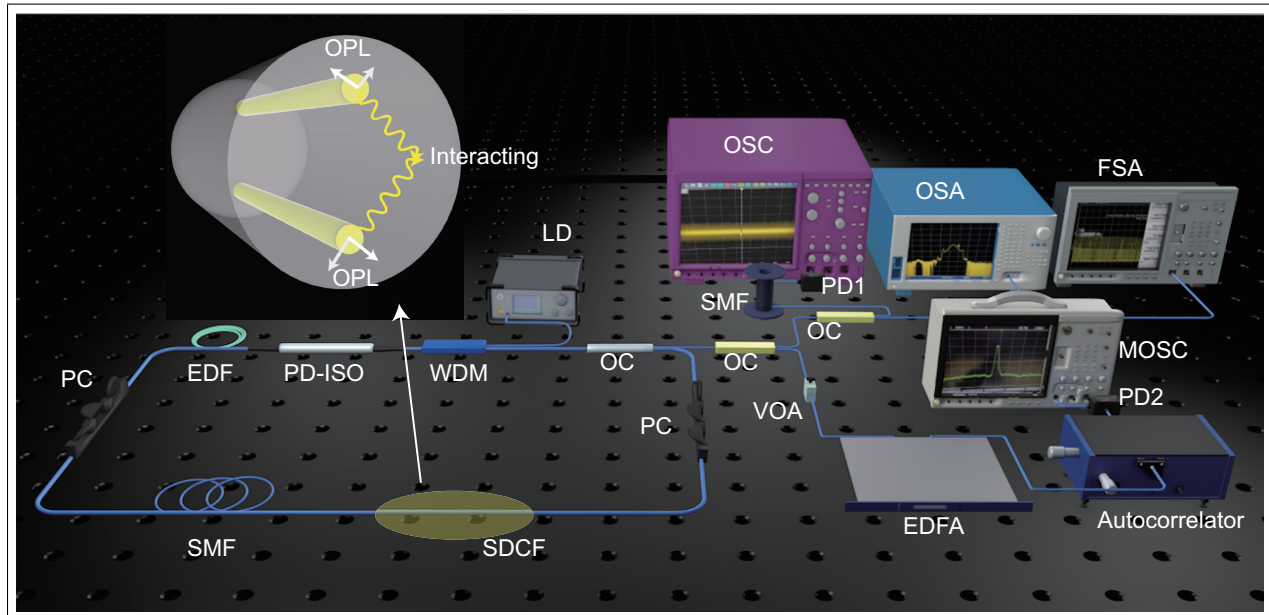 OPL
Interacting
OPL
OSC
OSA
FSA
LD
SMF
PD1
OC
MOSC
PC
EDF
PD-ISO
WDM
OC
OC
VOA
PC
PD2
SMF
SDCF
EDFA
Autocorrelator